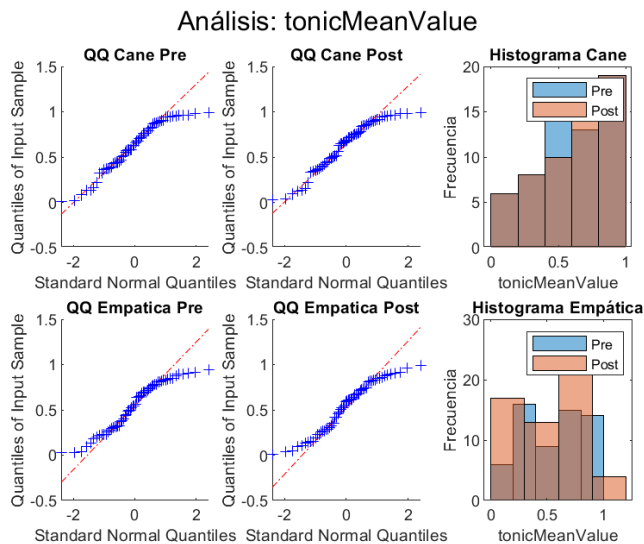 Análisis: tonicMeanValue
QQ Cane Pre
QQ Cane Post
Histograma Cane
Quantiles of Input Sample
1.5
1
0.5
0
-0.5
-2
0
2
Standard Normal Quantiles
Quantiles of Input Sample
1.5
1
0.5
0
-0.5
-2
0
2
Standard Normal Quantiles
Frecuencia
20
15
10
5
0
0
0.5
1
tonicMeanValue
Pre
Post
QQ Empatica Pre
QQ Empatica Post
Histograma Empática
Quantiles of Input Sample
1.5
1
0.5
0
-0.5
-2
0
2
Standard Normal Quantiles
Quantiles of Input Sample
1.5
1
0.5
0
-0.5
-2
0
2
Standard Normal Quantiles
Frecuencia
30
20
10
0
0
0.5
1
tonicMeanValue
Pre
Post